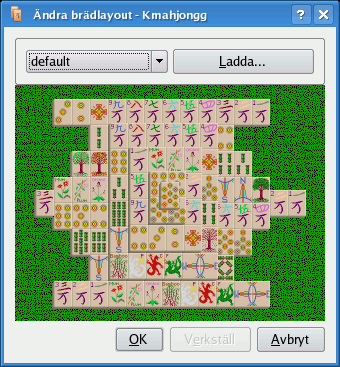 Ändra brädlayout - Kmahjongg
default
Ladda...
OK
Verkställ
Avbryt